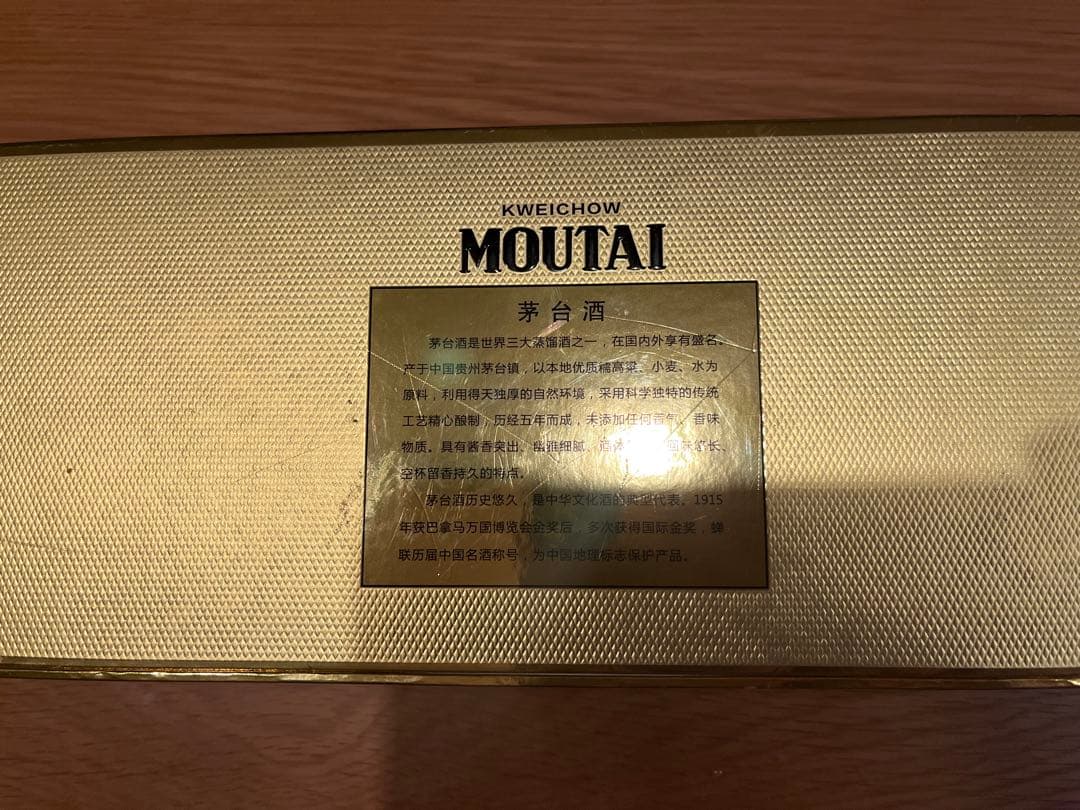 KWEICHOW
MOUTAI
茅台酒
茅台酒是世界三大蒸馏酒之一，在国内外享有盛名。
产于中国贵州茅台镇，以本地优质糯高粱、小麦、水为
原料，利用得天独厚的自然环境，采用科学独特的传统
工艺精心酿制，历经五年而成，未添加任何香气、香味
物质。具有酱香突出、幽雅细腻、酒体 回味悠长、
空杯留香持久的特点。
茅台酒历史悠久，是中华文化酒的典型代表。1915
年获巴拿马万国博览会金奖后，多次获得国际金奖，蝉
联历届中国名酒称号，为中国地理标志保护产品。